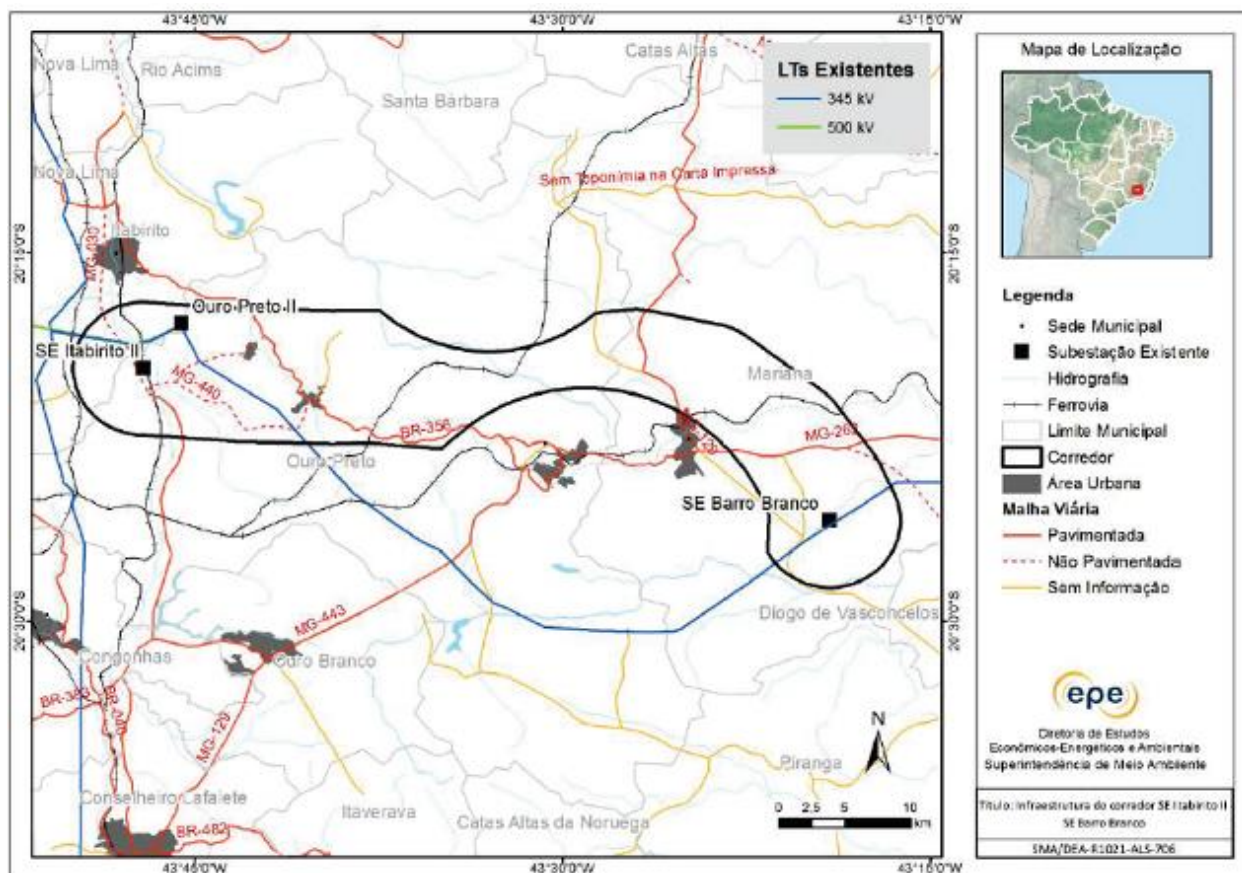 43°45'0"W
43°30'0"W
43°15'0"W
Nova Lima
Rio Acima
Catas Altas
Santa Bárbara
LTs Existentes
345 kV
500 kV
Nova Lima
Sem Toponímia na Carta Impressa
Itabirito
MG-030
20°15'0"S
20°15'0"S
Ouro Preto II
SE Itabirito II
MG-440
Mariana
BR-356
MG-262
Ouro Preto
SE Barro Branco
Diogo de Vasconcelos
20°30'0"S
20°30'0"S
MG-443
Congonhas
Ouro Branco
BR-383
BR-040
MG-129
N
Piranga
Conselheiro Lafaiete
Itaverava
Catas Altas da Noruega
BR-482
0 2.5 5 10
km
43°45'0"W
43°30'0"W
43°15'0"W
Mapa de Localização
Legenda
Sede Municipal
Subestação Existente
Hidrografia
Ferrovia
Limite Municipal
Corredor
Área Urbana
Malha Viária
Pavimentada
Não Pavimentada
Sem Informação
epe
Diretoria de Estudos
Econômicos-Energéticos e Ambientais
Superintendência de Meio Ambiente
Título: Infraestrutura do corredor SE Itabirito II
SE Barro Branco
SMA/DEA-R1021-ALS-706